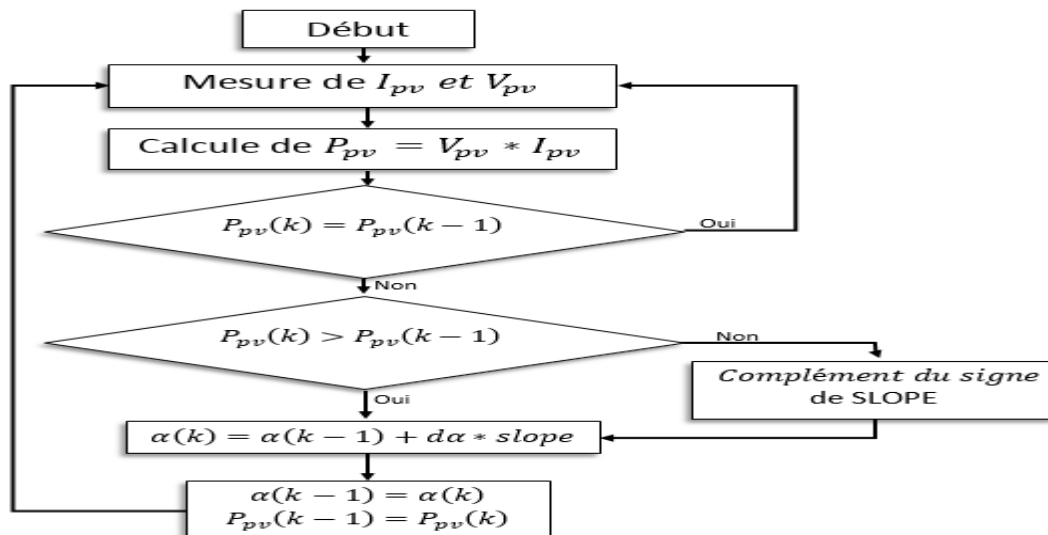 Début
Mesure de I_pv et V_pv
Calcule de P_pv = V_pv * I_pv
P_pv(k) = P_pv(k − 1)
Oui
Non
P_pv(k) > P_pv(k − 1)
Non
Complément du signe
de SLOPE
Oui
α(k) = α(k − 1) + dα * slope
α(k − 1) = α(k)
P_pv(k − 1) = P_pv(k)